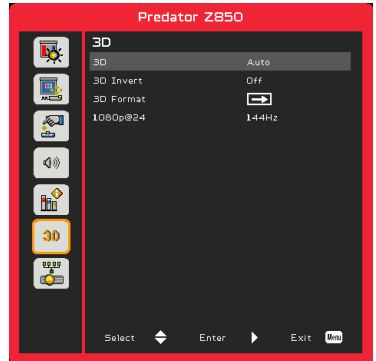 Predator Z850
3D
3D Auto
3D Invert Off
3D Format
1080p@24 144Hz
3D
Select Enter Exit Menu